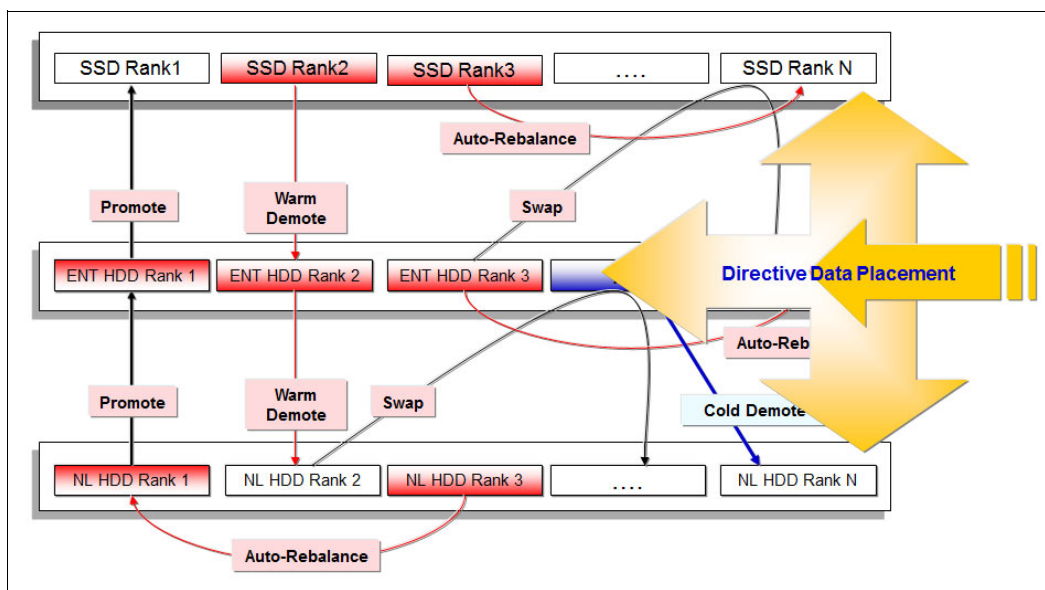 SSD Rank1 SSD Rank2 SSD Rank3 .... SSD Rank N
Auto-Rebalance
Promote Warm Demote Swap
ENT HDD Rank 1 ENT HDD Rank 2 ENT HDD Rank 3
Directive Data Placement
Promote Warm Demote Swap
Cold Demote
NL HDD Rank 1 NL HDD Rank 2 NL HDD Rank 3 .... NL HDD Rank N
Auto-Rebalance